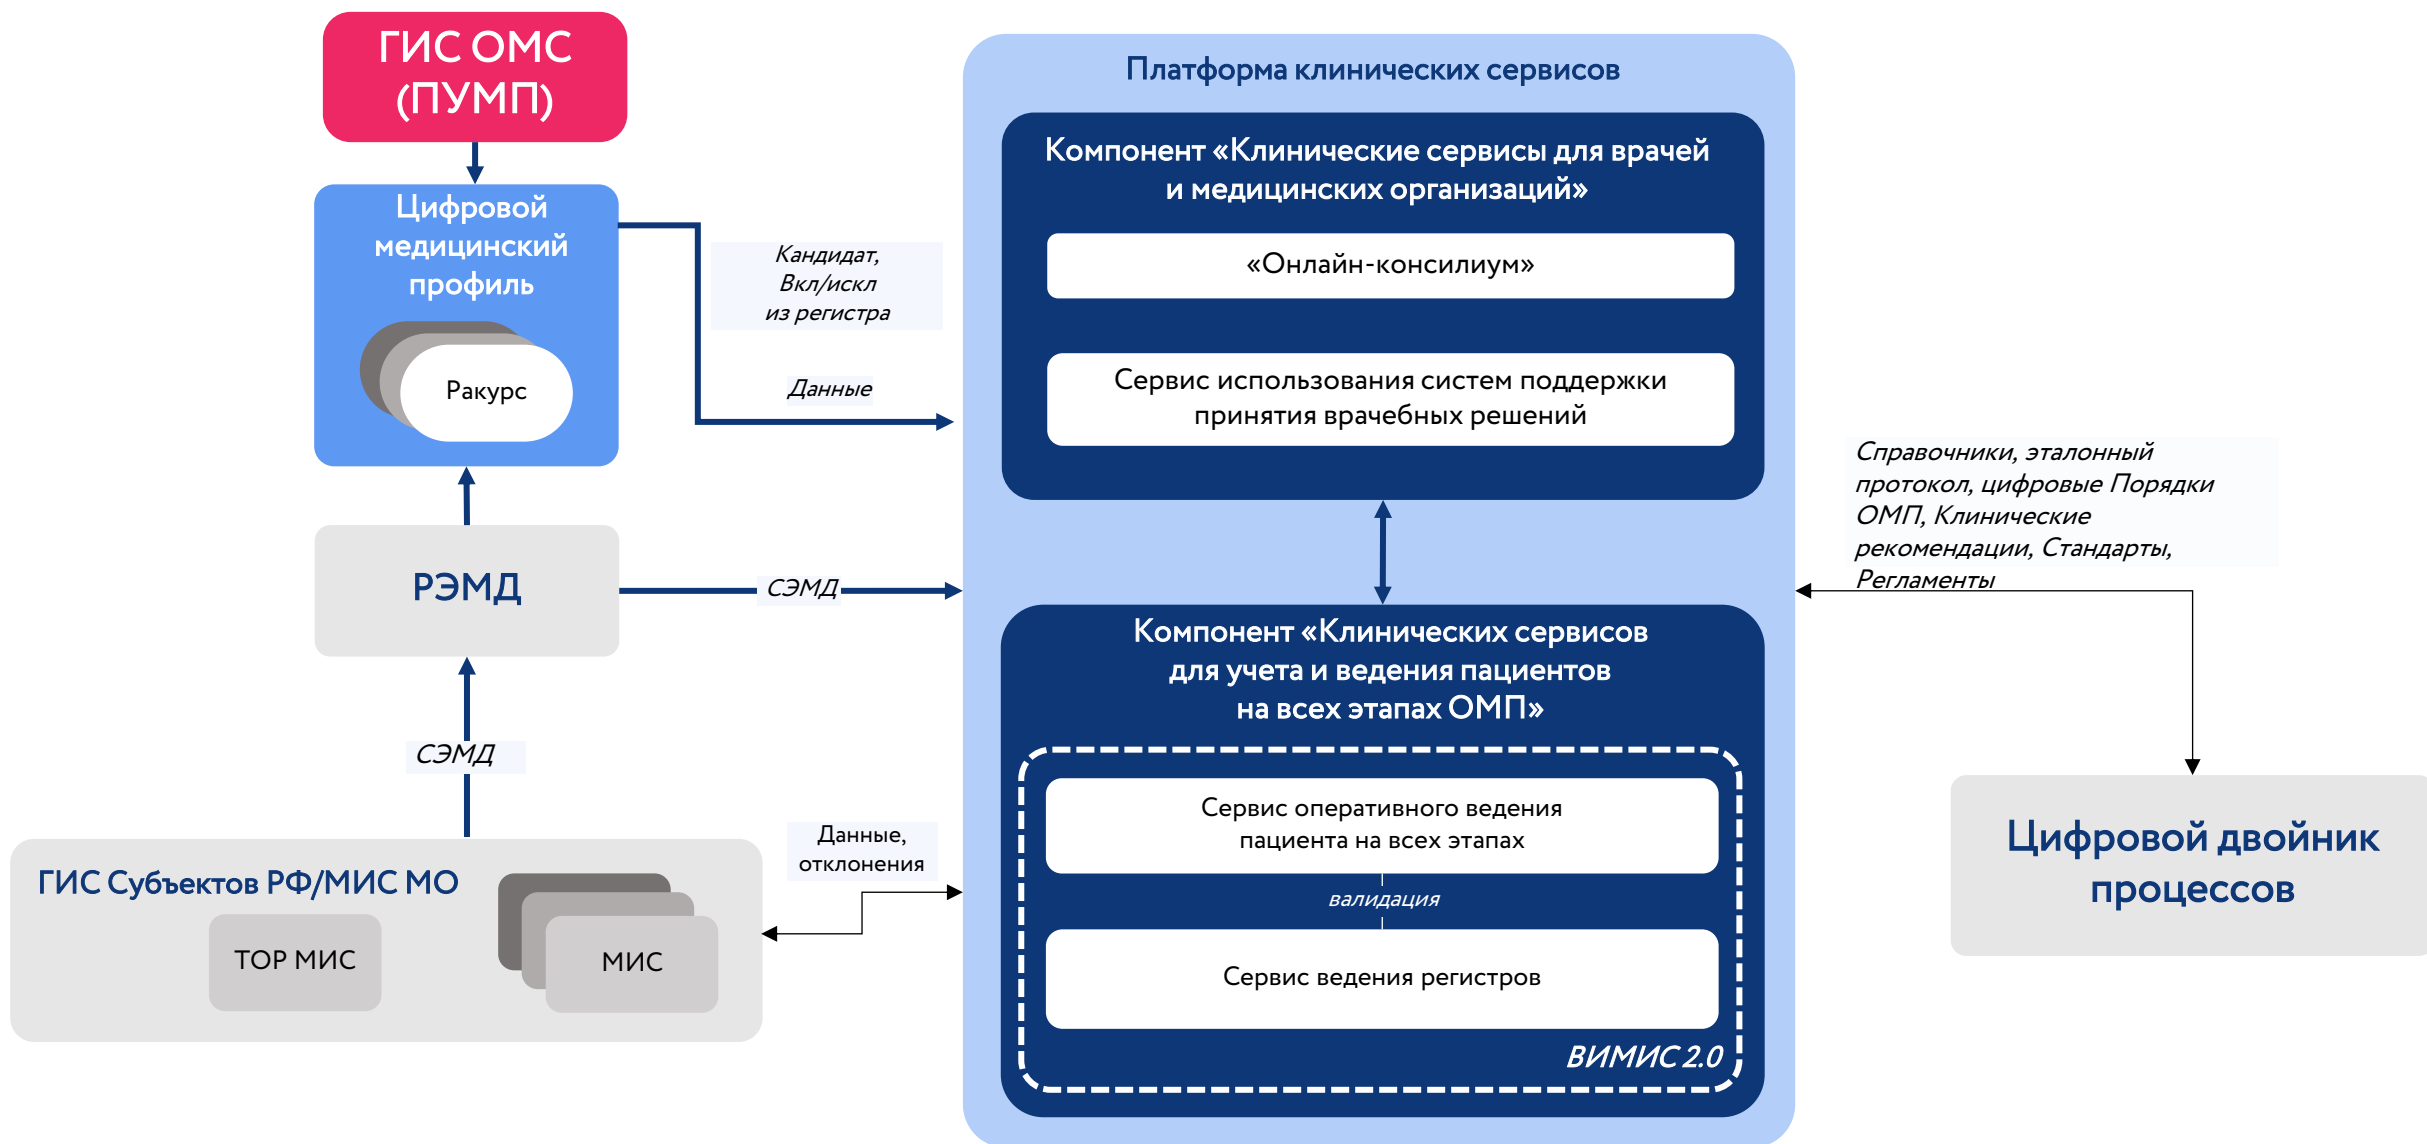 ГИС ОМС
(ПУМП)
Цифровой
медицинский
профиль
Ракурс
РЭМД
СЭМД
ГИС Субъектов РФ/МИС МО
ТОР МИС
МИС
Кандидат,
Вкл/искл
из регистра
Данные
СЭМД
Данные,
отклонения
Платформа клинических сервисов
Компонент «Клинические сервисы для врачей
и медицинских организаций»
«Онлайн-консилиум»
Сервис использования систем поддержки
принятия врачебных решений
Компонент «Клинических сервисов
для учета и ведения пациентов
на всех этапах ОМП»
Сервис оперативного ведения
пациента на всех этапах
валидация
Сервис ведения регистров
ВИМИС 2.0
Справочники, эталонный
протокол, цифровые Порядки
ОМП, Клинические
рекомендации, Стандарты,
Регламенты
Цифровой двойник
процессов